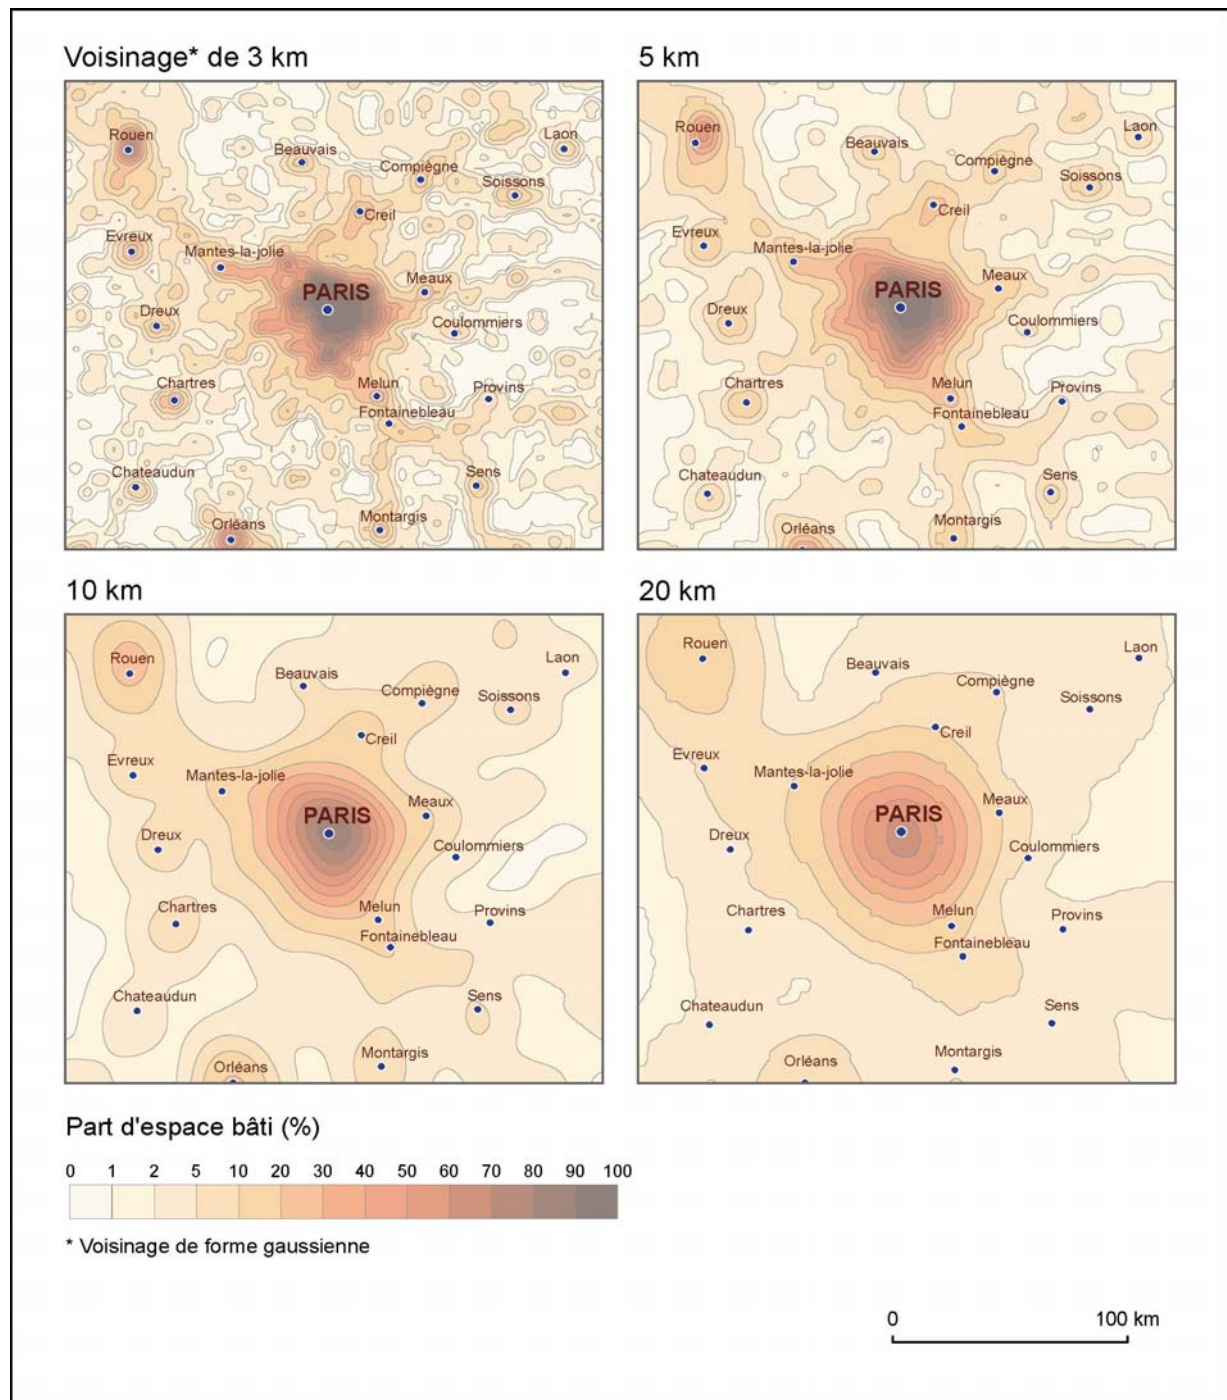 Voisinage* de 3 km
Rouen
Laon
Beauvais
Compiègne
Soissons
Creil
Evreux
Mantes-la-jolie
Meaux
PARIS
Dreux
Coulommiers
Chartres
Melun
Provins
Fontainebleau
Chateaudun
Sens
Orléans
Montargis
5 km
Rouen
Laon
Beauvais
Compiègne
Soissons
Creil
Evreux
Mantes-la-jolie
Meaux
PARIS
Dreux
Coulommiers
Chartres
Melun
Provins
Fontainebleau
Chateaudun
Sens
Orléans
Montargis
10 km
Rouen
Laon
Beauvais
Compiègne
Soissons
Creil
Evreux
Mantes-la-jolie
Meaux
PARIS
Dreux
Coulommiers
Chartres
Melun
Provins
Fontainebleau
Chateaudun
Sens
Orléans
Montargis
20 km
Rouen
Laon
Beauvais
Compiègne
Soissons
Creil
Evreux
Mantes-la-jolie
Meaux
PARIS
Dreux
Coulommiers
Chartres
Melun
Provins
Fontainebleau
Chateaudun
Sens
Orléans
Montargis
Part d'espace bâti (%)
0 1 2 5 10 20 30 40 50 60 70 80 90 100
* Voisinage de forme gaussienne
0 100 km